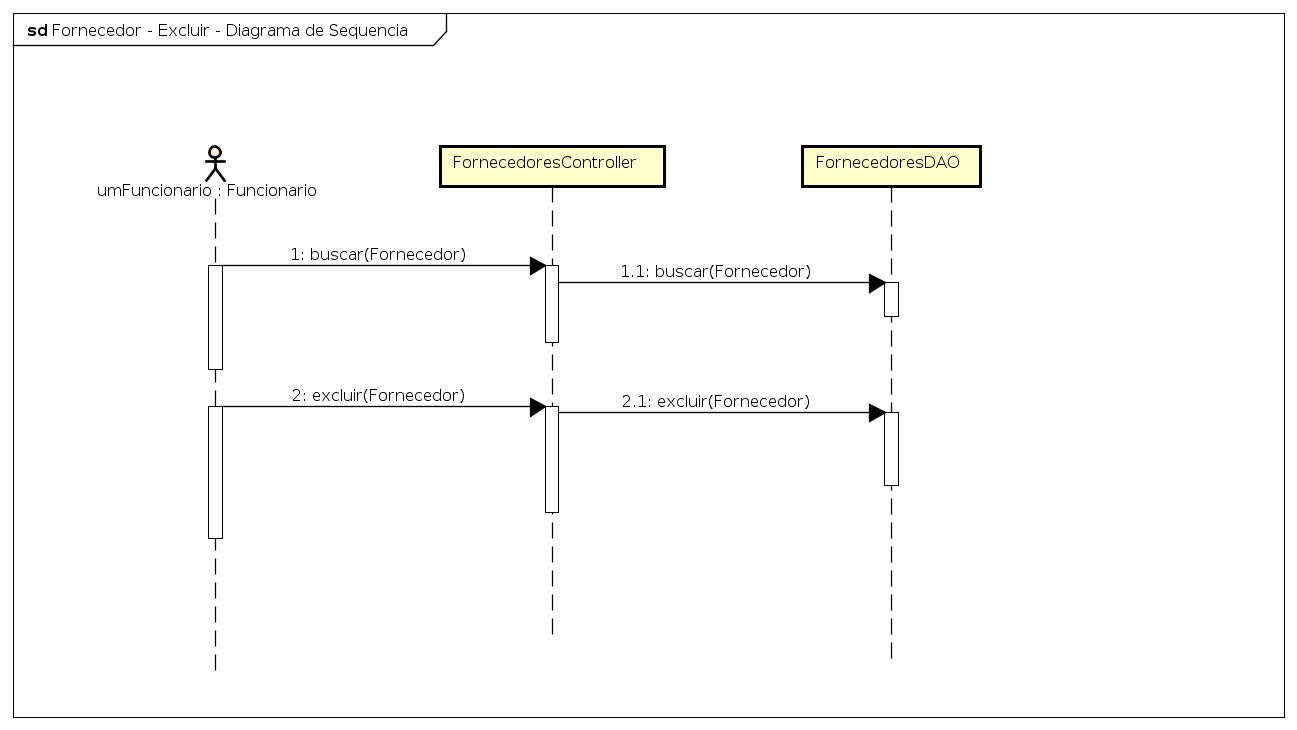 sd Fornecedor - Excluir - Diagrama de Sequencia
umFuncionario : Funcionario
FornecedoresController
FornecedoresDAO
1: buscar(Fornecedor)
1.1: buscar(Fornecedor)
2: excluir(Fornecedor)
2.1: excluir(Fornecedor)